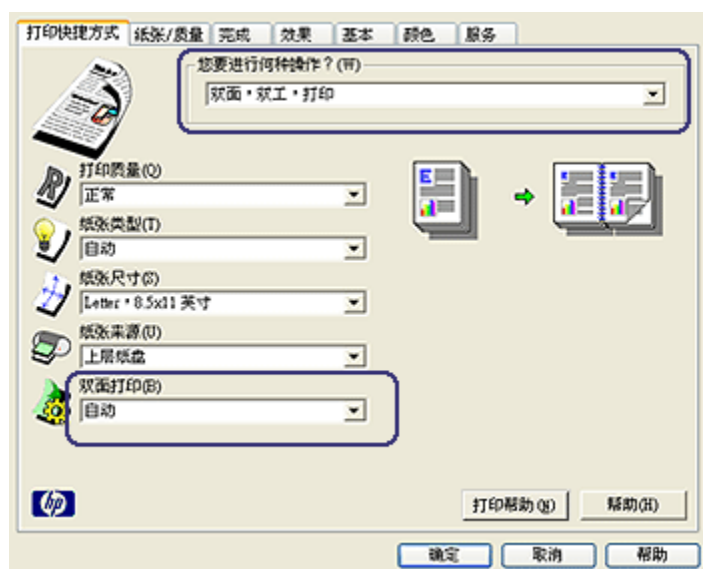 打印快捷方式 纸张/质量 完成 效果 基本 颜色 服务
您要进行何种操作？(W)
双面・双工・打印
打印质量(Q)
正常
纸张类型(T)
自动
纸张尺寸(S)
Letter・8.5x11 英寸
纸张来源(U)
上层纸盘
双面打印(B)
自动
hp
打印帮助(N) 帮助(H)
确定 取消 帮助